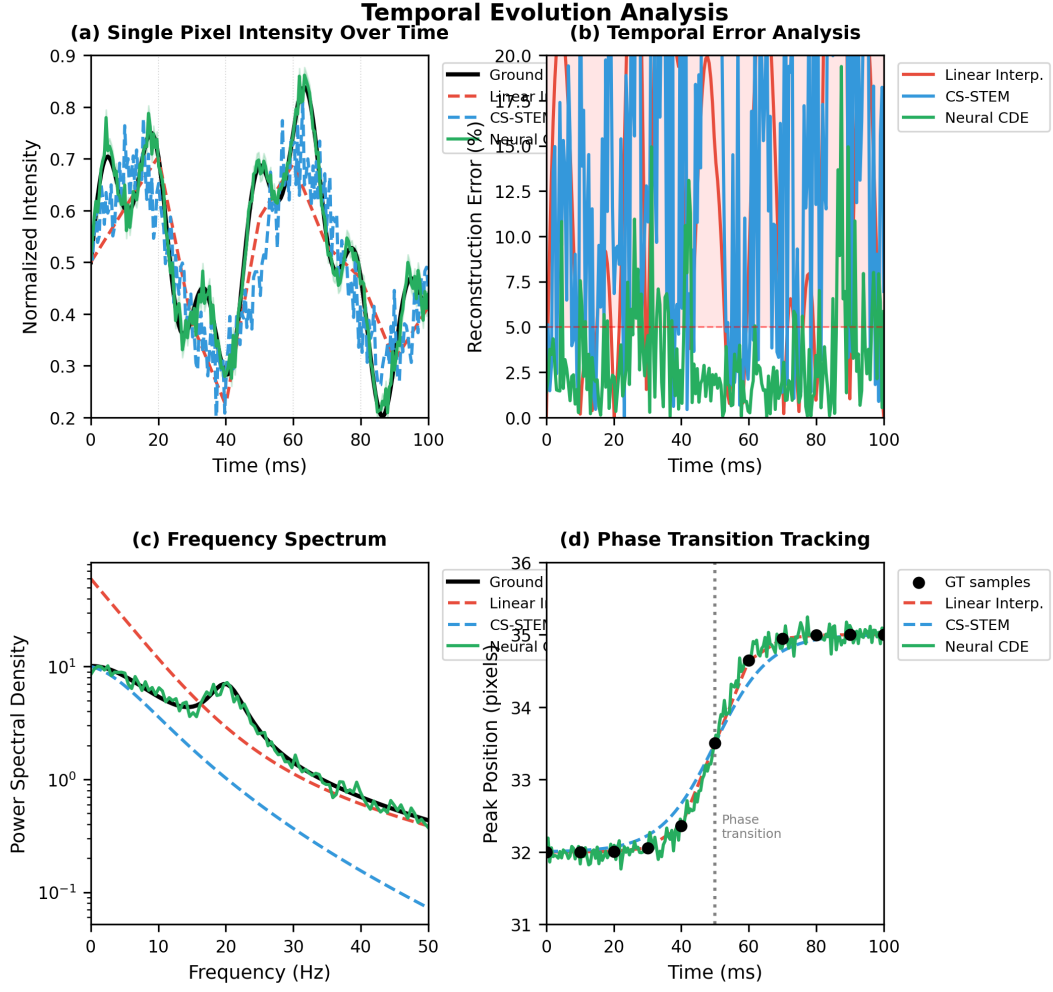 Temporal Evolution Analysis
(a) Single Pixel Intensity Over Time
0.9
0.8
0.7
0.6
0.5
0.4
0.3
0.2
Normalized Intensity
0 20 40 60 80 100
Time (ms)
Ground
Linear I
CS-STEM
Neural C
(b) Temporal Error Analysis
20.0
17.5
15.0
12.5
10.0
7.5
5.0
2.5
0.0
Reconstruction Error (%)
0 20 40 60 80 100
Time (ms)
Linear Interp.
CS-STEM
Neural CDE
(c) Frequency Spectrum
10¹
10⁰
10⁻¹
Power Spectral Density
0 10 20 30 40 50
Frequency (Hz)
Ground
Linear I
CS-STEM
Neural C
(d) Phase Transition Tracking
36
35
34
33
32
31
Peak Position (pixels)
0 20 40 60 80 100
Time (ms)
Phase
transition
GT samples
Linear Interp.
CS-STEM
Neural CDE